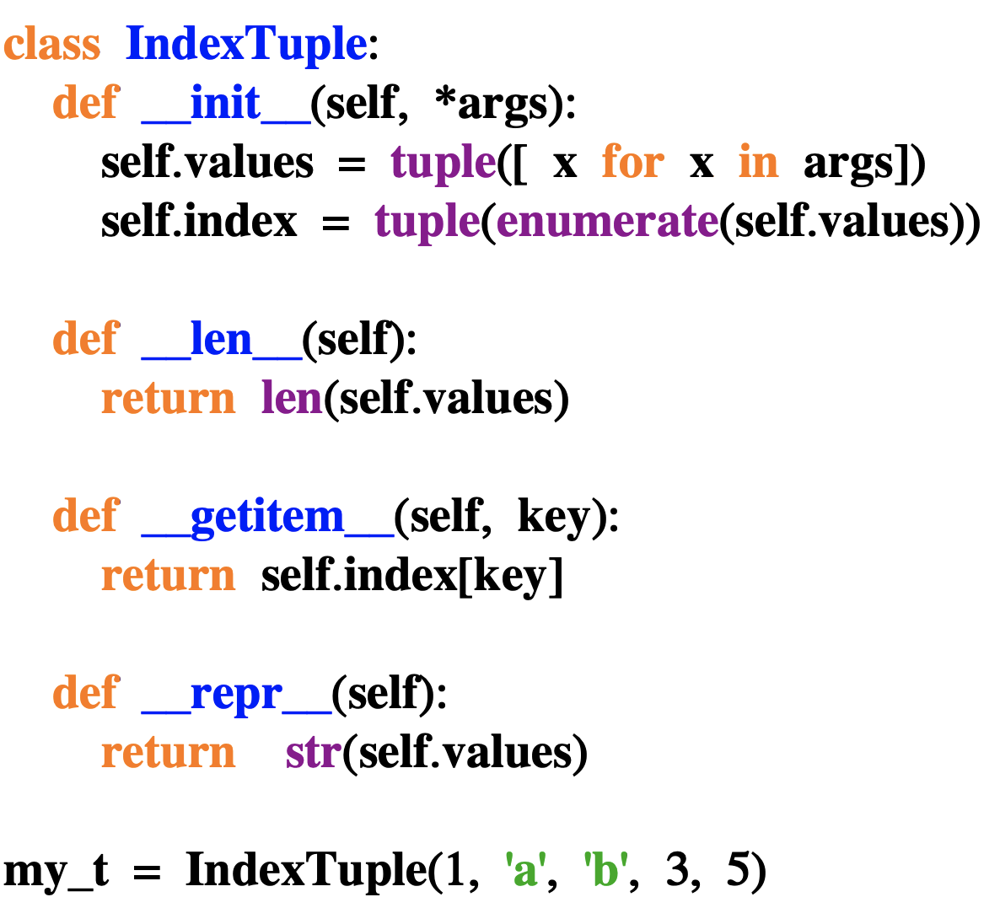 class IndexTuple:
  def __init__(self, *args):
    self.values = tuple([ x for x in args])
    self.index = tuple(enumerate(self.values))

  def __len__(self):
    return len(self.values)

  def __getitem__(self, key):
    return self.index[key]

  def __repr__(self):
    return  str(self.values)

my_t = IndexTuple(1, 'a', 'b', 3, 5)